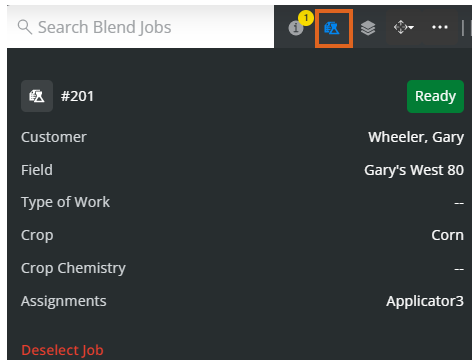 Search Blend Jobs 1
#201 Ready
Customer Wheeler, Gary
Field Gary's West 80
Type of Work --
Crop Corn
Crop Chemistry --
Assignments Applicator3
Deselect Job